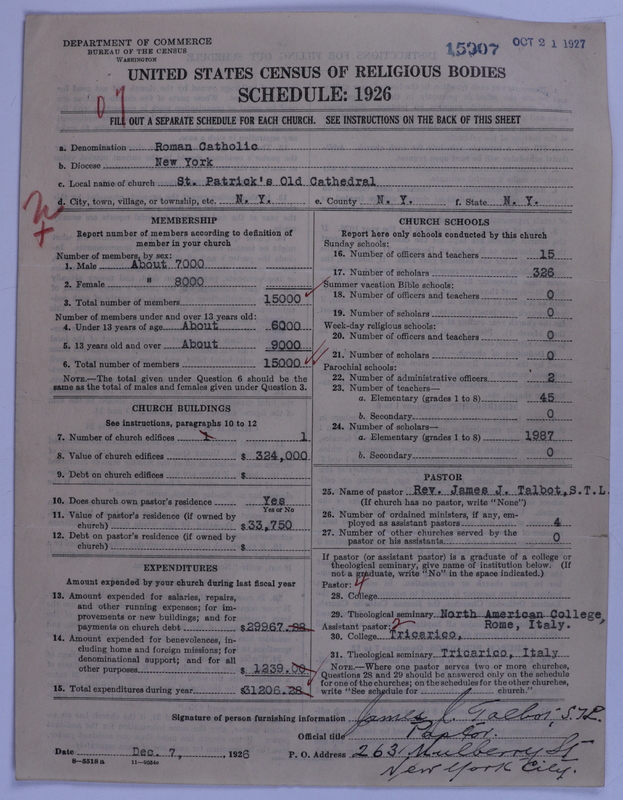 DEPARTMENT OF COMMERCE
BUREAU OF THE CENSUS
WASHINGTON
15907 OCT 21 1927
UNITED STATES CENSUS OF RELIGIOUS BODIES
SCHEDULE: 1926
07
FILL OUT A SEPARATE SCHEDULE FOR EACH CHURCH. SEE INSTRUCTIONS ON THE BACK OF THIS SHEET
a. Denomination Roman Catholic
b. Diocese New York
c. Local name of church St. Patrick's Old Cathedral
d. City, town, village, or township, etc. N. Y. e. County N. Y. f. State N. Y.
MEMBERSHIP
Report number of members according to definition of
member in your church
Number of members, by sex:
1. Male About 7000
2. Female " 8000
3. Total number of members 15000
Number of members under and over 13 years old:
4. Under 13 years of age About 6000
5. 13 years old and over About 9000
6. Total number of members 15000
NOTE.—The total given under Question 6 should be the
same as the total of males and females given under Question 3.
CHURCH BUILDINGS
See instructions, paragraphs 10 to 12
7. Number of church edifices 1 1
8. Value of church edifices $ 324,000
9. Debt on church edifices $
10. Does church own pastor's residence Yes
Yes or No
11. Value of pastor's residence (if owned by
church) $33,750
12. Debt on pastor's residence (if owned by
church) $
EXPENDITURES
Amount expended by your church during last fiscal year
13. Amount expended for salaries, repairs,
and other running expenses; for im-
provements or new buildings; and for
payments on church debt $29967.28
14. Amount expended for benevolences, in-
cluding home and foreign missions; for
denominational support; and for all
other purposes $ 1239.00
15. Total expenditures during year $31206.28
CHURCH SCHOOLS
Report here only schools conducted by this church
Sunday schools:
16. Number of officers and teachers 15
17. Number of scholars 326
Summer vacation Bible schools:
18. Number of officers and teachers 0
19. Number of scholars 0
Week-day religious schools:
20. Number of officers and teachers 0
21. Number of scholars 0
Parochial schools:
22. Number of administrative officers 2
23. Number of teachers—
a. Elementary (grades 1 to 8) 45
b. Secondary 0
24. Number of scholars—
a. Elementary (grades 1 to 8) 1987
b. Secondary 0
PASTOR
25. Name of pastor Rev. James J. Talbot, S.T.L.
(If church has no pastor, write "None")
26. Number of ordained ministers, if any, em-
ployed as assistant pastors 4
27. Number of other churches served by the
pastor or his assistants 0
If pastor (or assistant pastor) is a graduate of a college or
theological seminary, give name of institution below. (If
not a graduate, write "No" in the space indicated.)
Pastor: 4
28. College
29. Theological seminary North American College,
Assistant pastor: 2 Rome, Italy.
30. College Tricarico,
31. Theological seminary Tricarico, Italy
NOTE.—Where one pastor serves two or more churches,
Questions 28 and 29 should be answered only on the schedule
for one of the churches; on the schedules for the other churches,
write "See schedule for church."
Signature of person furnishing information James J. Talbot, S.T.L.
Official title Pastor.
Date Dec. 7, 1926 P. O. Address 263 Mulberry St
8—5518 a 11—5054c New York City.